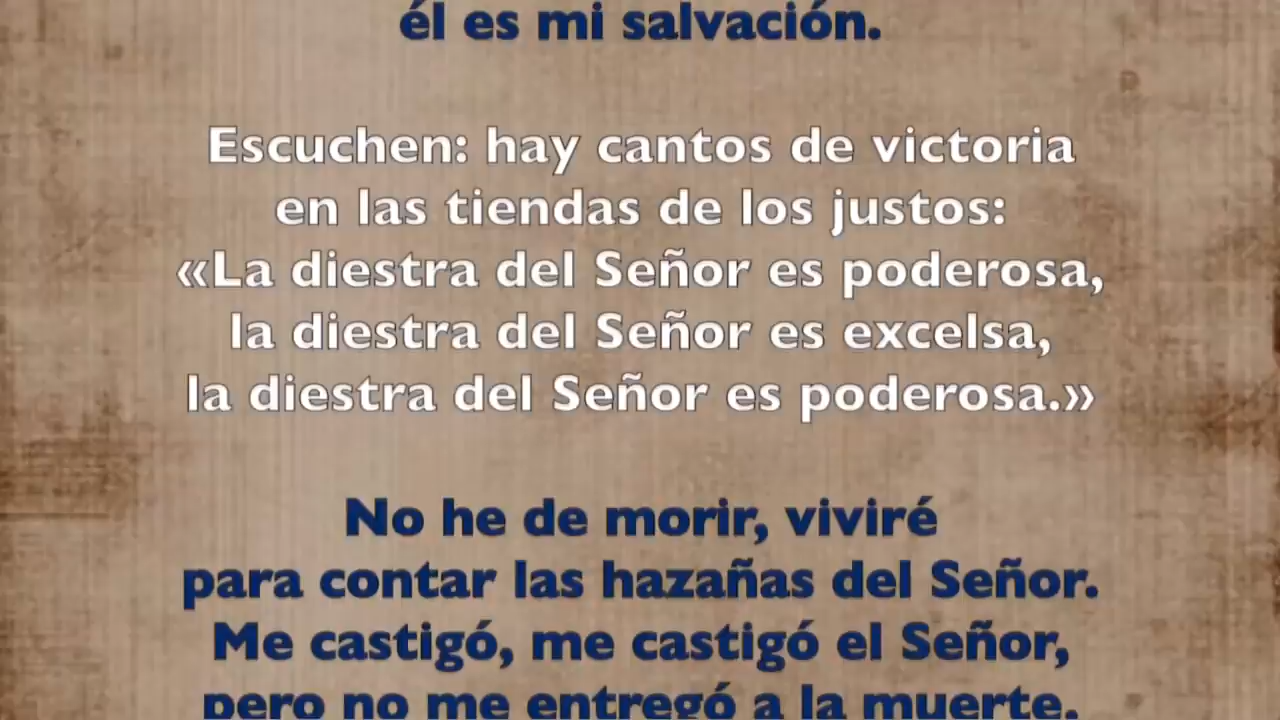 él es mi salvación.
Escuchen: hay cantos de victoria
en las tiendas de los justos:
«La diestra del Señor es poderosa,
la diestra del Señor es excelsa,
la diestra del Señor es poderosa.»
No he de morir, viviré
para contar las hazañas del Señor.
Me castigó, me castigó el Señor,
pero no me entregó a la muerte.